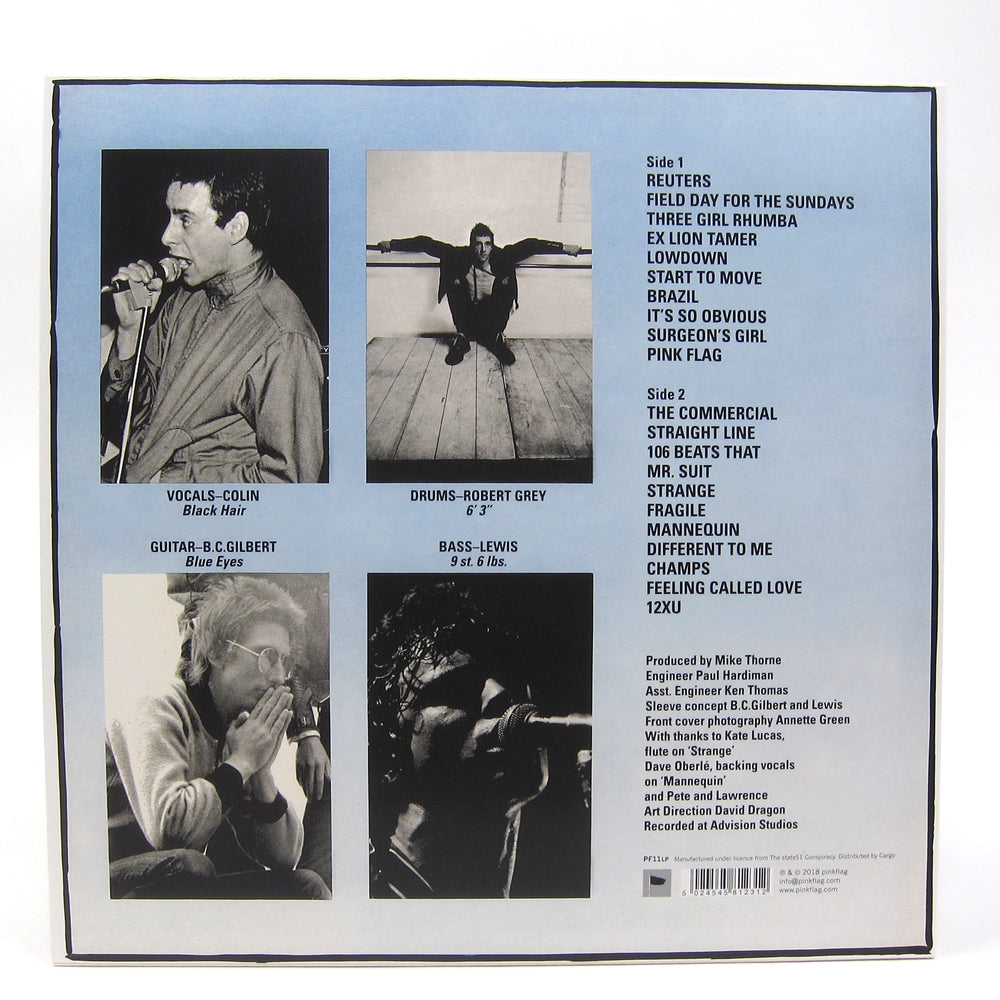 VOCALS–COLIN
Black Hair
DRUMS–ROBERT GREY
6' 3"
GUITAR–B.C.GILBERT
Blue Eyes
BASS–LEWIS
9 st. 6 lbs.
Side 1
REUTERS
FIELD DAY FOR THE SUNDAYS
THREE GIRL RHUMBA
EX LION TAMER
LOWDOWN
START TO MOVE
BRAZIL
IT'S SO OBVIOUS
SURGEON'S GIRL
PINK FLAG
Side 2
THE COMMERCIAL
STRAIGHT LINE
106 BEATS THAT
MR. SUIT
STRANGE
FRAGILE
MANNEQUIN
DIFFERENT TO ME
CHAMPS
FEELING CALLED LOVE
12XU
Produced by Mike Thorne
Engineer Paul Hardiman
Asst. Engineer Ken Thomas
Sleeve concept B.C.Gilbert and Lewis
Front cover photography Annette Green
With thanks to Kate Lucas,
flute on 'Strange'
Dave Oberlé, backing vocals
on 'Mannequin'
and Pete and Lawrence
Art Direction David Dragon
Recorded at Advision Studios
PF11LP Manufactured under licence from The state51 Conspiracy. Distributed by Cargo
℗ & © 2018 pinkflag
info@pinkflag.com
www.pinkflag.com
5 024545 812312